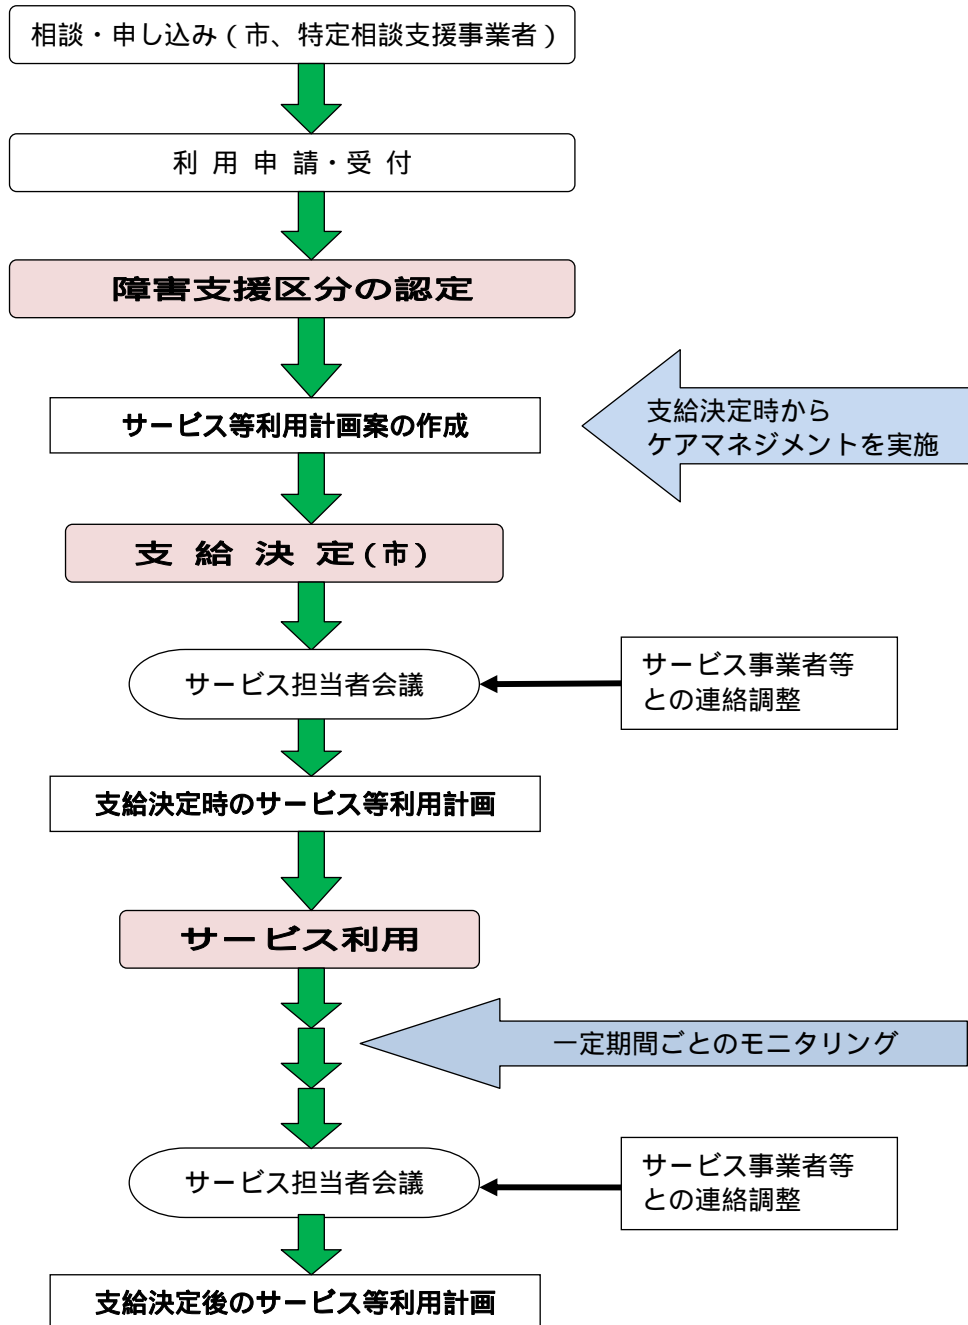 相談・申し込み（市、特定相談支援事業者）
利 用 申 請・受 付
障害支援区分の認定
サービス等利用計画案の作成
支給決定時から
ケアマネジメントを実施
支 給 決 定（市）
サービス担当者会議
サービス事業者等
との連絡調整
支給決定時のサービス等利用計画
サービス利用
一定期間ごとのモニタリング
サービス担当者会議
サービス事業者等
との連絡調整
支給決定後のサービス等利用計画